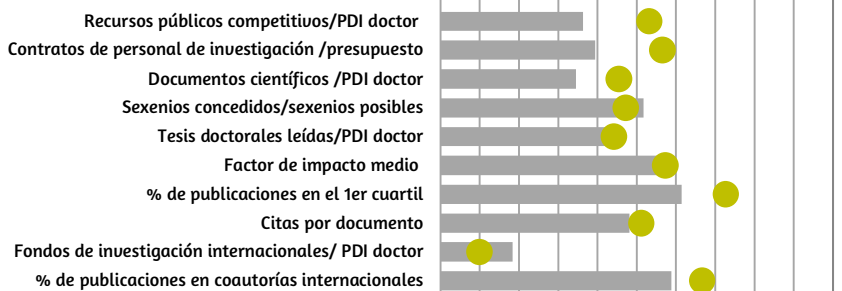 Recursos públicos competitivos/PDI doctor
Contratos de personal de investigación /presupuesto
Documentos científicos /PDI doctor
Sexenios concedidos/sexenios posibles
Tesis doctorales leídas/PDI doctor
Factor de impacto medio
% de publicaciones en el 1er cuartil
Citas por documento
Fondos de investigación internacionales/ PDI doctor
% de publicaciones en coautorías internacionales